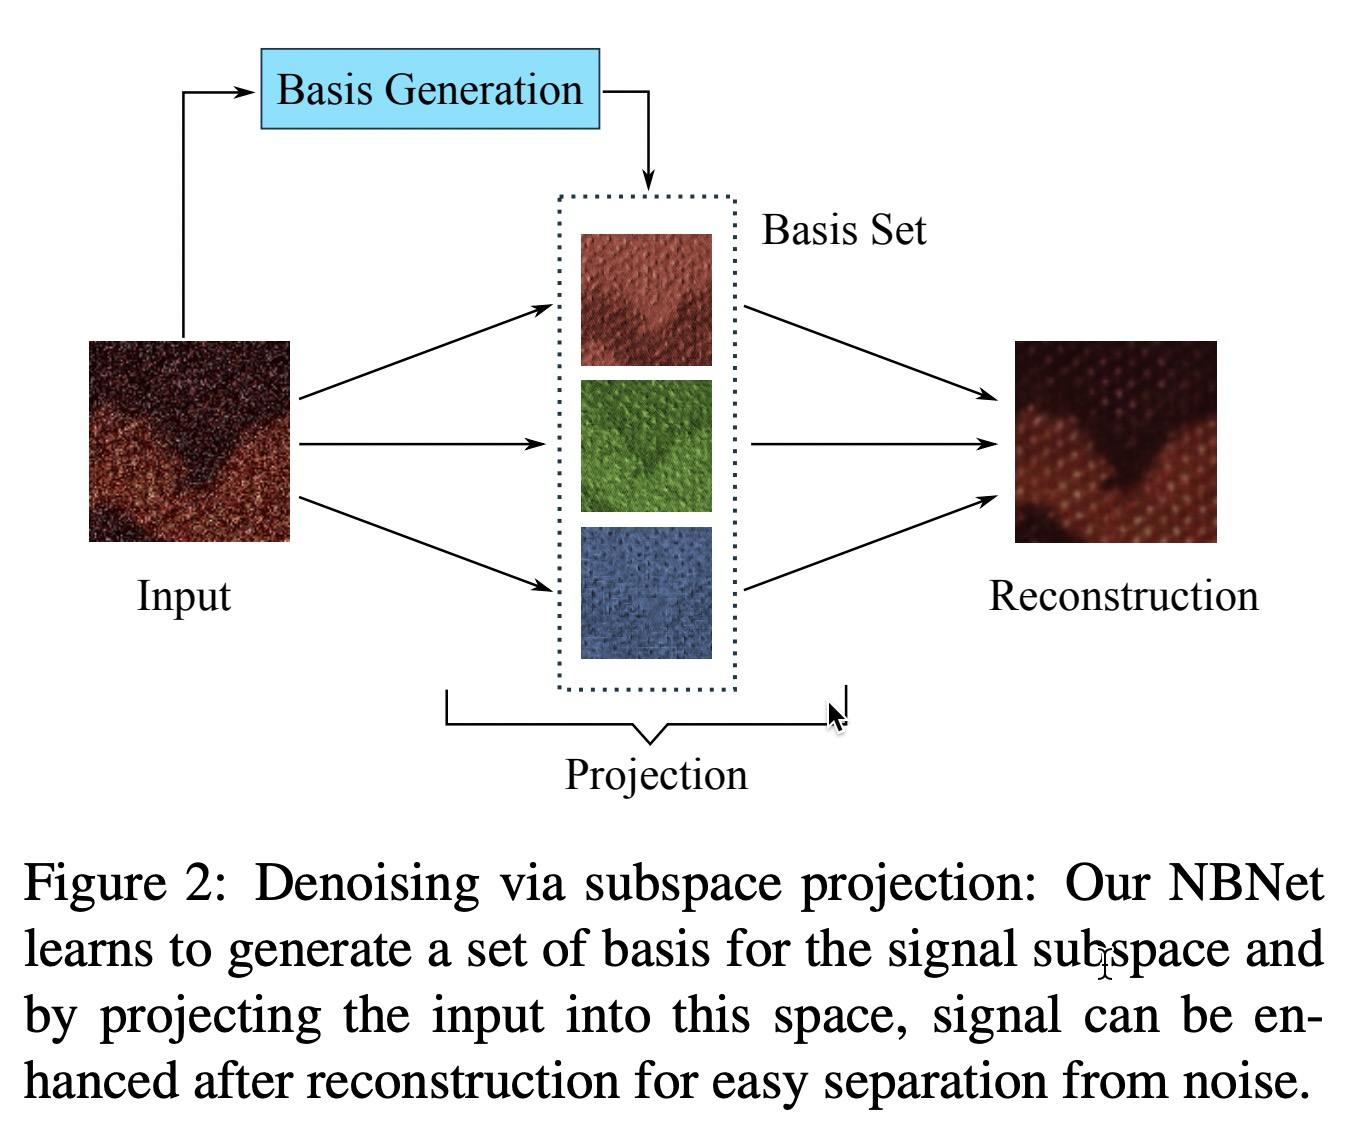 Basis Generation
Basis Set
Input
Reconstruction
Projection
Figure 2: Denoising via subspace projection: Our NBNet
learns to generate a set of basis for the signal subspace and
by projecting the input into this space, signal can be en-
hanced after reconstruction for easy separation from noise.